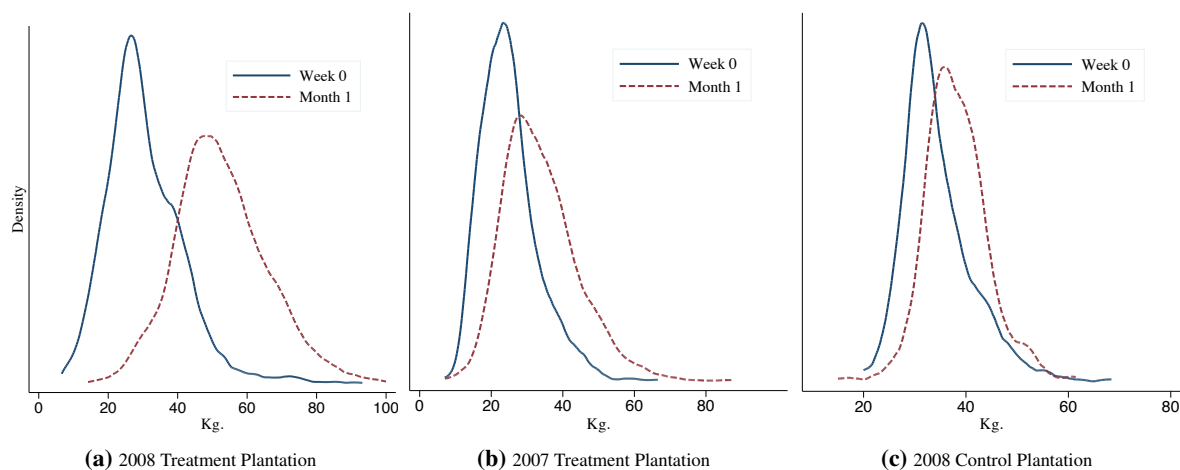 Density
Week 0
Month 1
0 20 40 60 80 100
Kg.
(a) 2008 Treatment Plantation
Week 0
Month 1
0 20 40 60 80
Kg.
(b) 2007 Treatment Plantation
Week 0
Month 1
20 40 60 80
Kg.
(c) 2008 Control Plantation